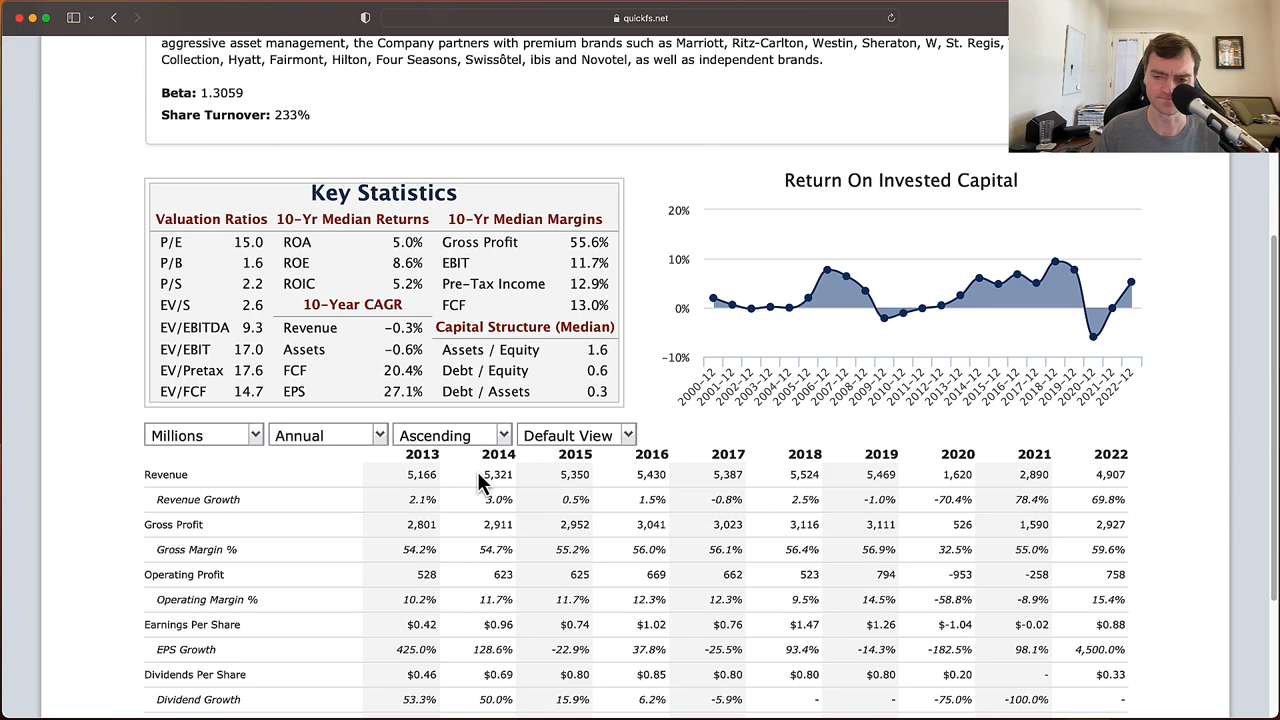 quickfs.net
aggressive asset management, the Company partners with premium brands such as Marriott, Ritz-Carlton, Westin, Sheraton, W, St. Regis,
Collection, Hyatt, Fairmont, Hilton, Four Seasons, Swissôtel, ibis and Novotel, as well as independent brands.
Beta: 1.3059
Share Turnover: 233%
Key Statistics
Valuation Ratios 10-Yr Median Returns 10-Yr Median Margins
P/E 15.0 ROA 5.0% Gross Profit 55.6%
P/B 1.6 ROE 8.6% EBIT 11.7%
P/S 2.2 ROIC 5.2% Pre-Tax Income 12.9%
EV/S 2.6 10-Year CAGR FCF 13.0%
EV/EBITDA 9.3 Revenue -0.3% Capital Structure (Median)
EV/EBIT 17.0 Assets -0.6% Assets / Equity 1.6
EV/Pretax 17.6 FCF 20.4% Debt / Equity 0.6
EV/FCF 14.7 EPS 27.1% Debt / Assets 0.3
Return On Invested Capital
20%
10%
0%
-10%
2000-12 2001-12 2002-12 2003-12 2004-12 2005-12 2006-12 2007-12 2008-12 2009-12 2010-12 2011-12 2012-12 2013-12 2014-12 2015-12 2016-12 2017-12 2018-12 2019-12 2020-12 2021-12 2022-12
Millions Annual Ascending Default View
2013 2014 2015 2016 2017 2018 2019 2020 2021 2022
Revenue 5,166 5,321 5,350 5,430 5,387 5,524 5,469 1,620 2,890 4,907
Revenue Growth 2.1% 3.0% 0.5% 1.5% -0.8% 2.5% -1.0% -70.4% 78.4% 69.8%
Gross Profit 2,801 2,911 2,952 3,041 3,023 3,116 3,111 526 1,590 2,927
Gross Margin % 54.2% 54.7% 55.2% 56.0% 56.1% 56.4% 56.9% 32.5% 55.0% 59.6%
Operating Profit 528 623 625 669 662 523 794 -953 -258 758
Operating Margin % 10.2% 11.7% 11.7% 12.3% 12.3% 9.5% 14.5% -58.8% -8.9% 15.4%
Earnings Per Share $0.42 $0.96 $0.74 $1.02 $0.76 $1.47 $1.26 $-1.04 $-0.02 $0.88
EPS Growth 425.0% 128.6% -22.9% 37.8% -25.5% 93.4% -14.3% -182.5% 98.1% 4,500.0%
Dividends Per Share $0.46 $0.69 $0.80 $0.85 $0.80 $0.80 $0.80 $0.20 - $0.33
Dividend Growth 53.3% 50.0% 15.9% 6.2% -5.9% - - -75.0% -100.0% -